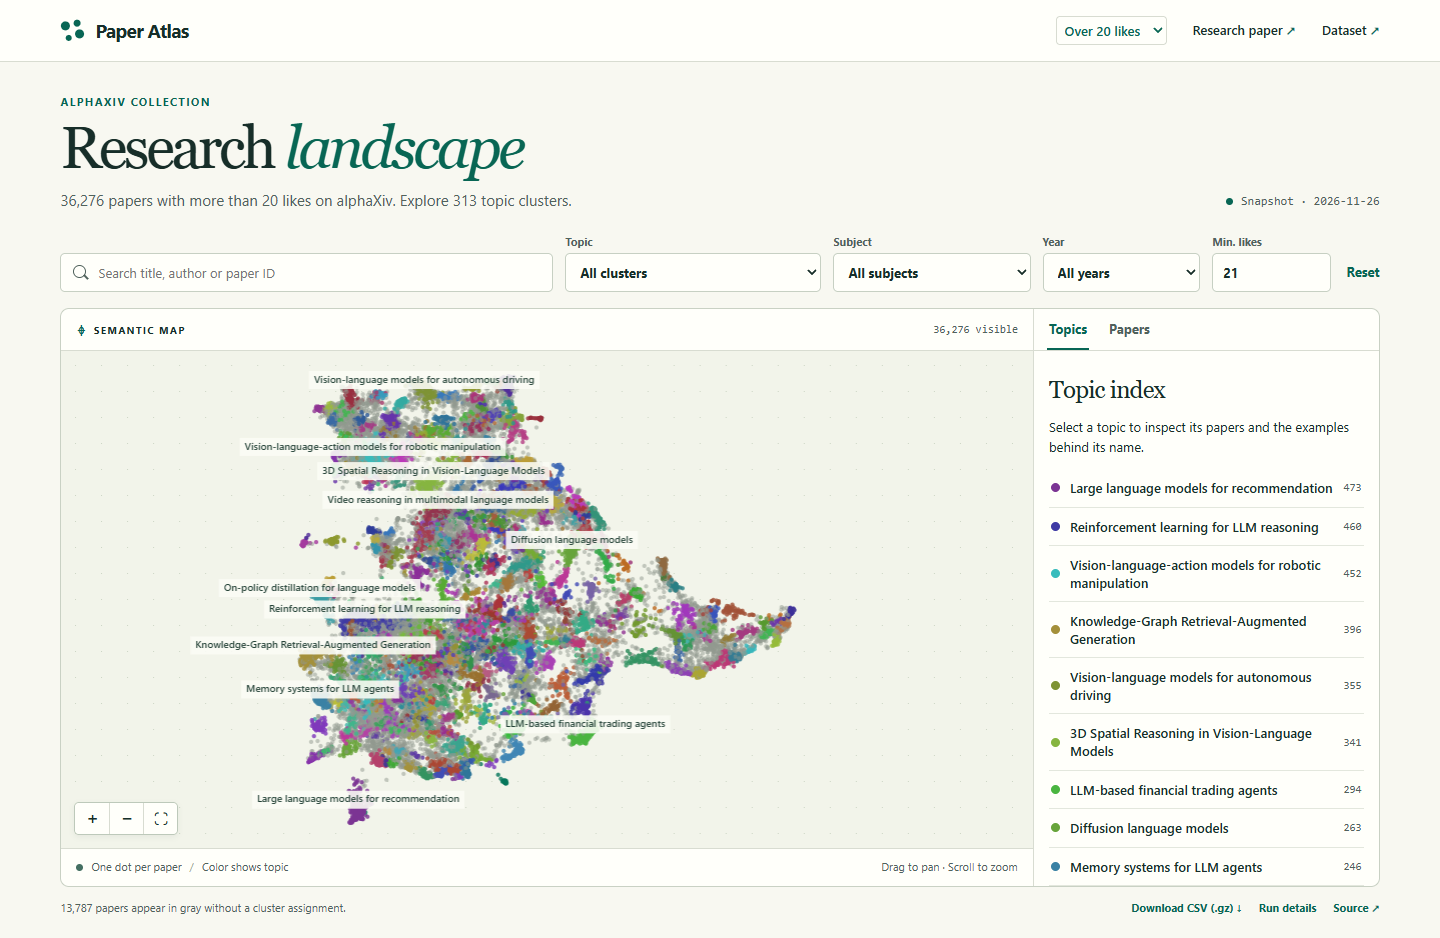 Paper Atlas
Over 20 likes
Research paper ↗
Dataset ↗
ALPHAXIV COLLECTION
Research landscape
36,276 papers with more than 20 likes on alphaXiv. Explore 313 topic clusters.
Snapshot · 2026-11-26
Topic
Subject
Year
Min. likes
Search title, author or paper ID
All clusters
All subjects
All years
21
Reset
SEMANTIC MAP
36,276 visible
Vision-language models for autonomous driving
Vision-language-action models for robotic manipulation
3D Spatial Reasoning in Vision-Language Models
Video reasoning in multimodal language models
Diffusion language models
On-policy distillation for language models
Reinforcement learning for LLM reasoning
Knowledge-Graph Retrieval-Augmented Generation
Memory systems for LLM agents
LLM-based financial trading agents
Large language models for recommendation
+
−
One dot per paper / Color shows topic
Drag to pan · Scroll to zoom
Topics
Papers
Topic index
Select a topic to inspect its papers and the examples
behind its name.
Large language models for recommendation 473
Reinforcement learning for LLM reasoning 460
Vision-language-action models for robotic
manipulation 452
Knowledge-Graph Retrieval-Augmented
Generation 396
Vision-language models for autonomous
driving 355
3D Spatial Reasoning in Vision-Language
Models 341
LLM-based financial trading agents 294
Diffusion language models 263
Memory systems for LLM agents 246
13,787 papers appear in gray without a cluster assignment.
Download CSV (.gz) ↓
Run details
Source ↗